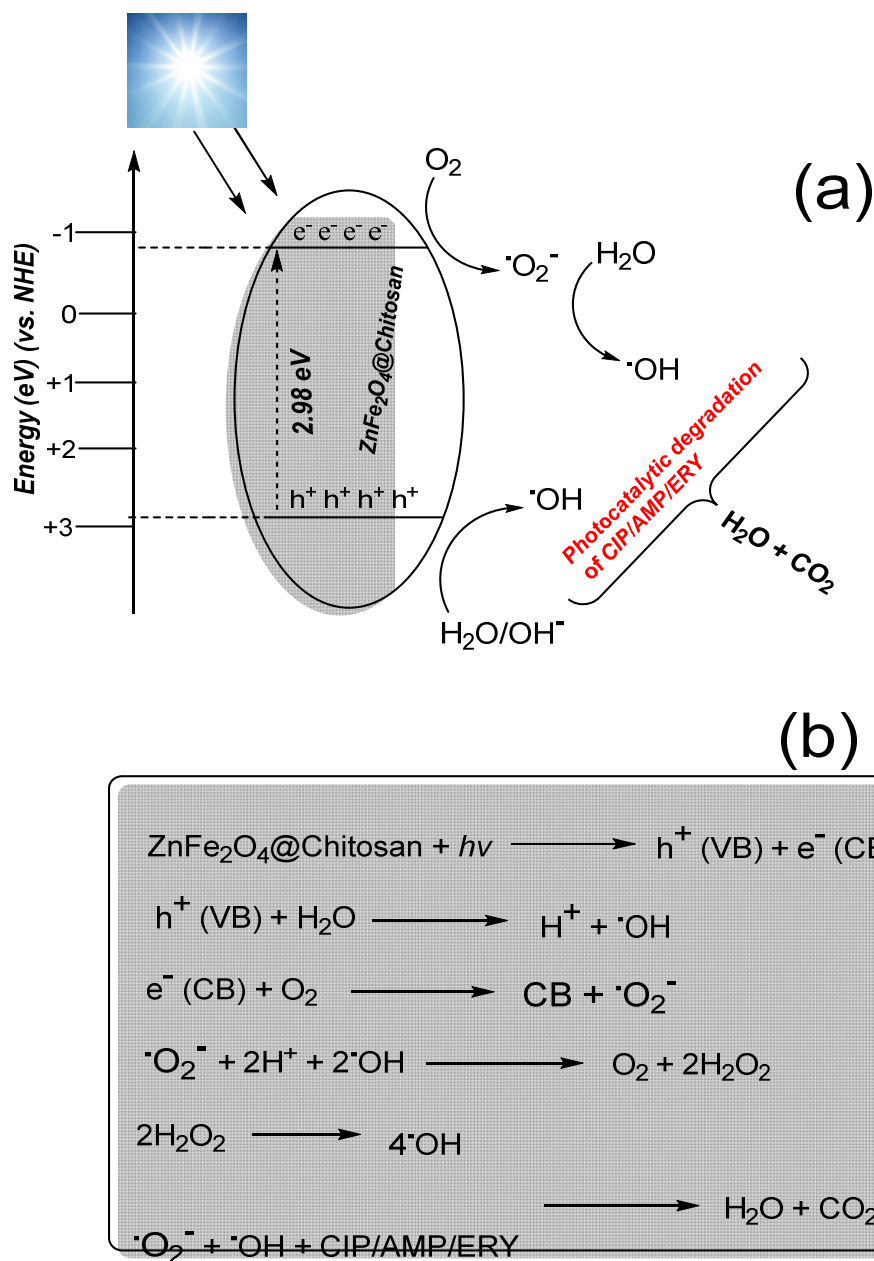 (a)
O₂
-1
e⁻ e⁻ e⁻ e⁻
·O₂⁻
H₂O
0
Energy (eV) (vs. NHE)
ZnFe₂O₄@Chitosan
2.98 eV
+1
·OH
+2
h⁺ h⁺ h⁺ h⁺
+3
·OH
Photocatalytic degradation
of CIP/AMP/ERY
H₂O + CO₂
H₂O/OH⁻
(b)
ZnFe₂O₄@Chitosan + hv → h⁺ (VB) + e⁻ (CB
h⁺ (VB) + H₂O → H⁺ + ·OH
e⁻ (CB) + O₂ → CB + ·O₂⁻
·O₂⁻ + 2H⁺ + 2·OH → O₂ + 2H₂O₂
2H₂O₂ → 4·OH
→ H₂O + CO₂
·O₂⁻ + ·OH + CIP/AMP/ERY